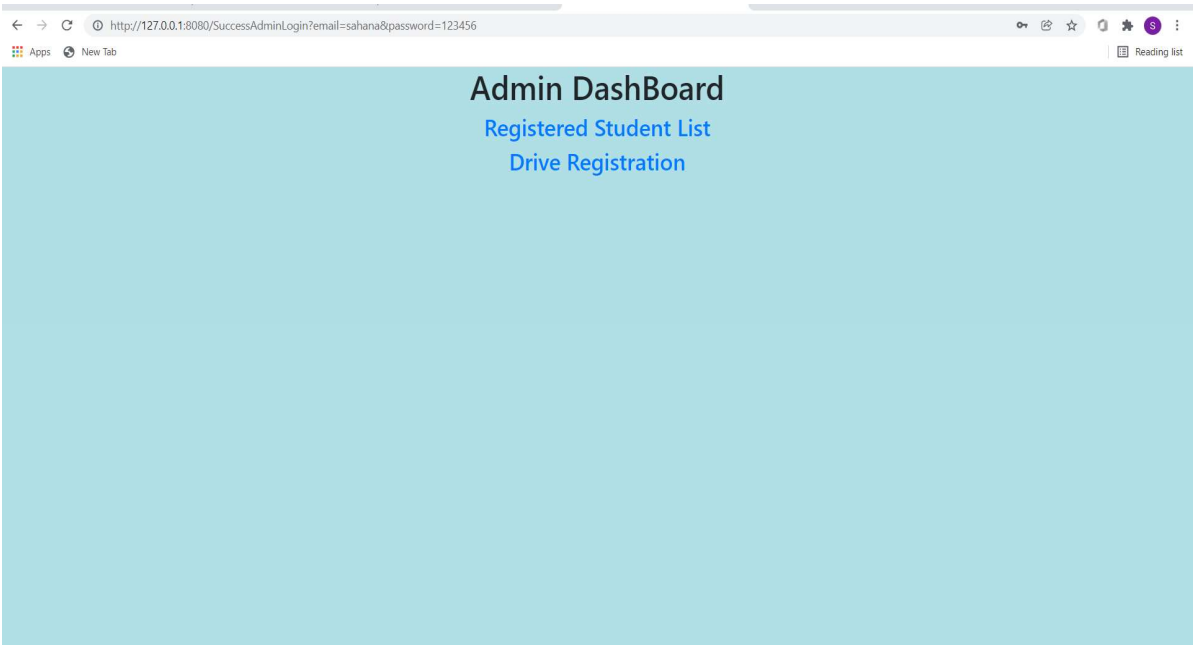 http://127.0.0.1:8080/SuccessAdminLogin?email=sahana&password=123456
S
Apps New Tab Reading list
Admin DashBoard
Registered Student List
Drive Registration